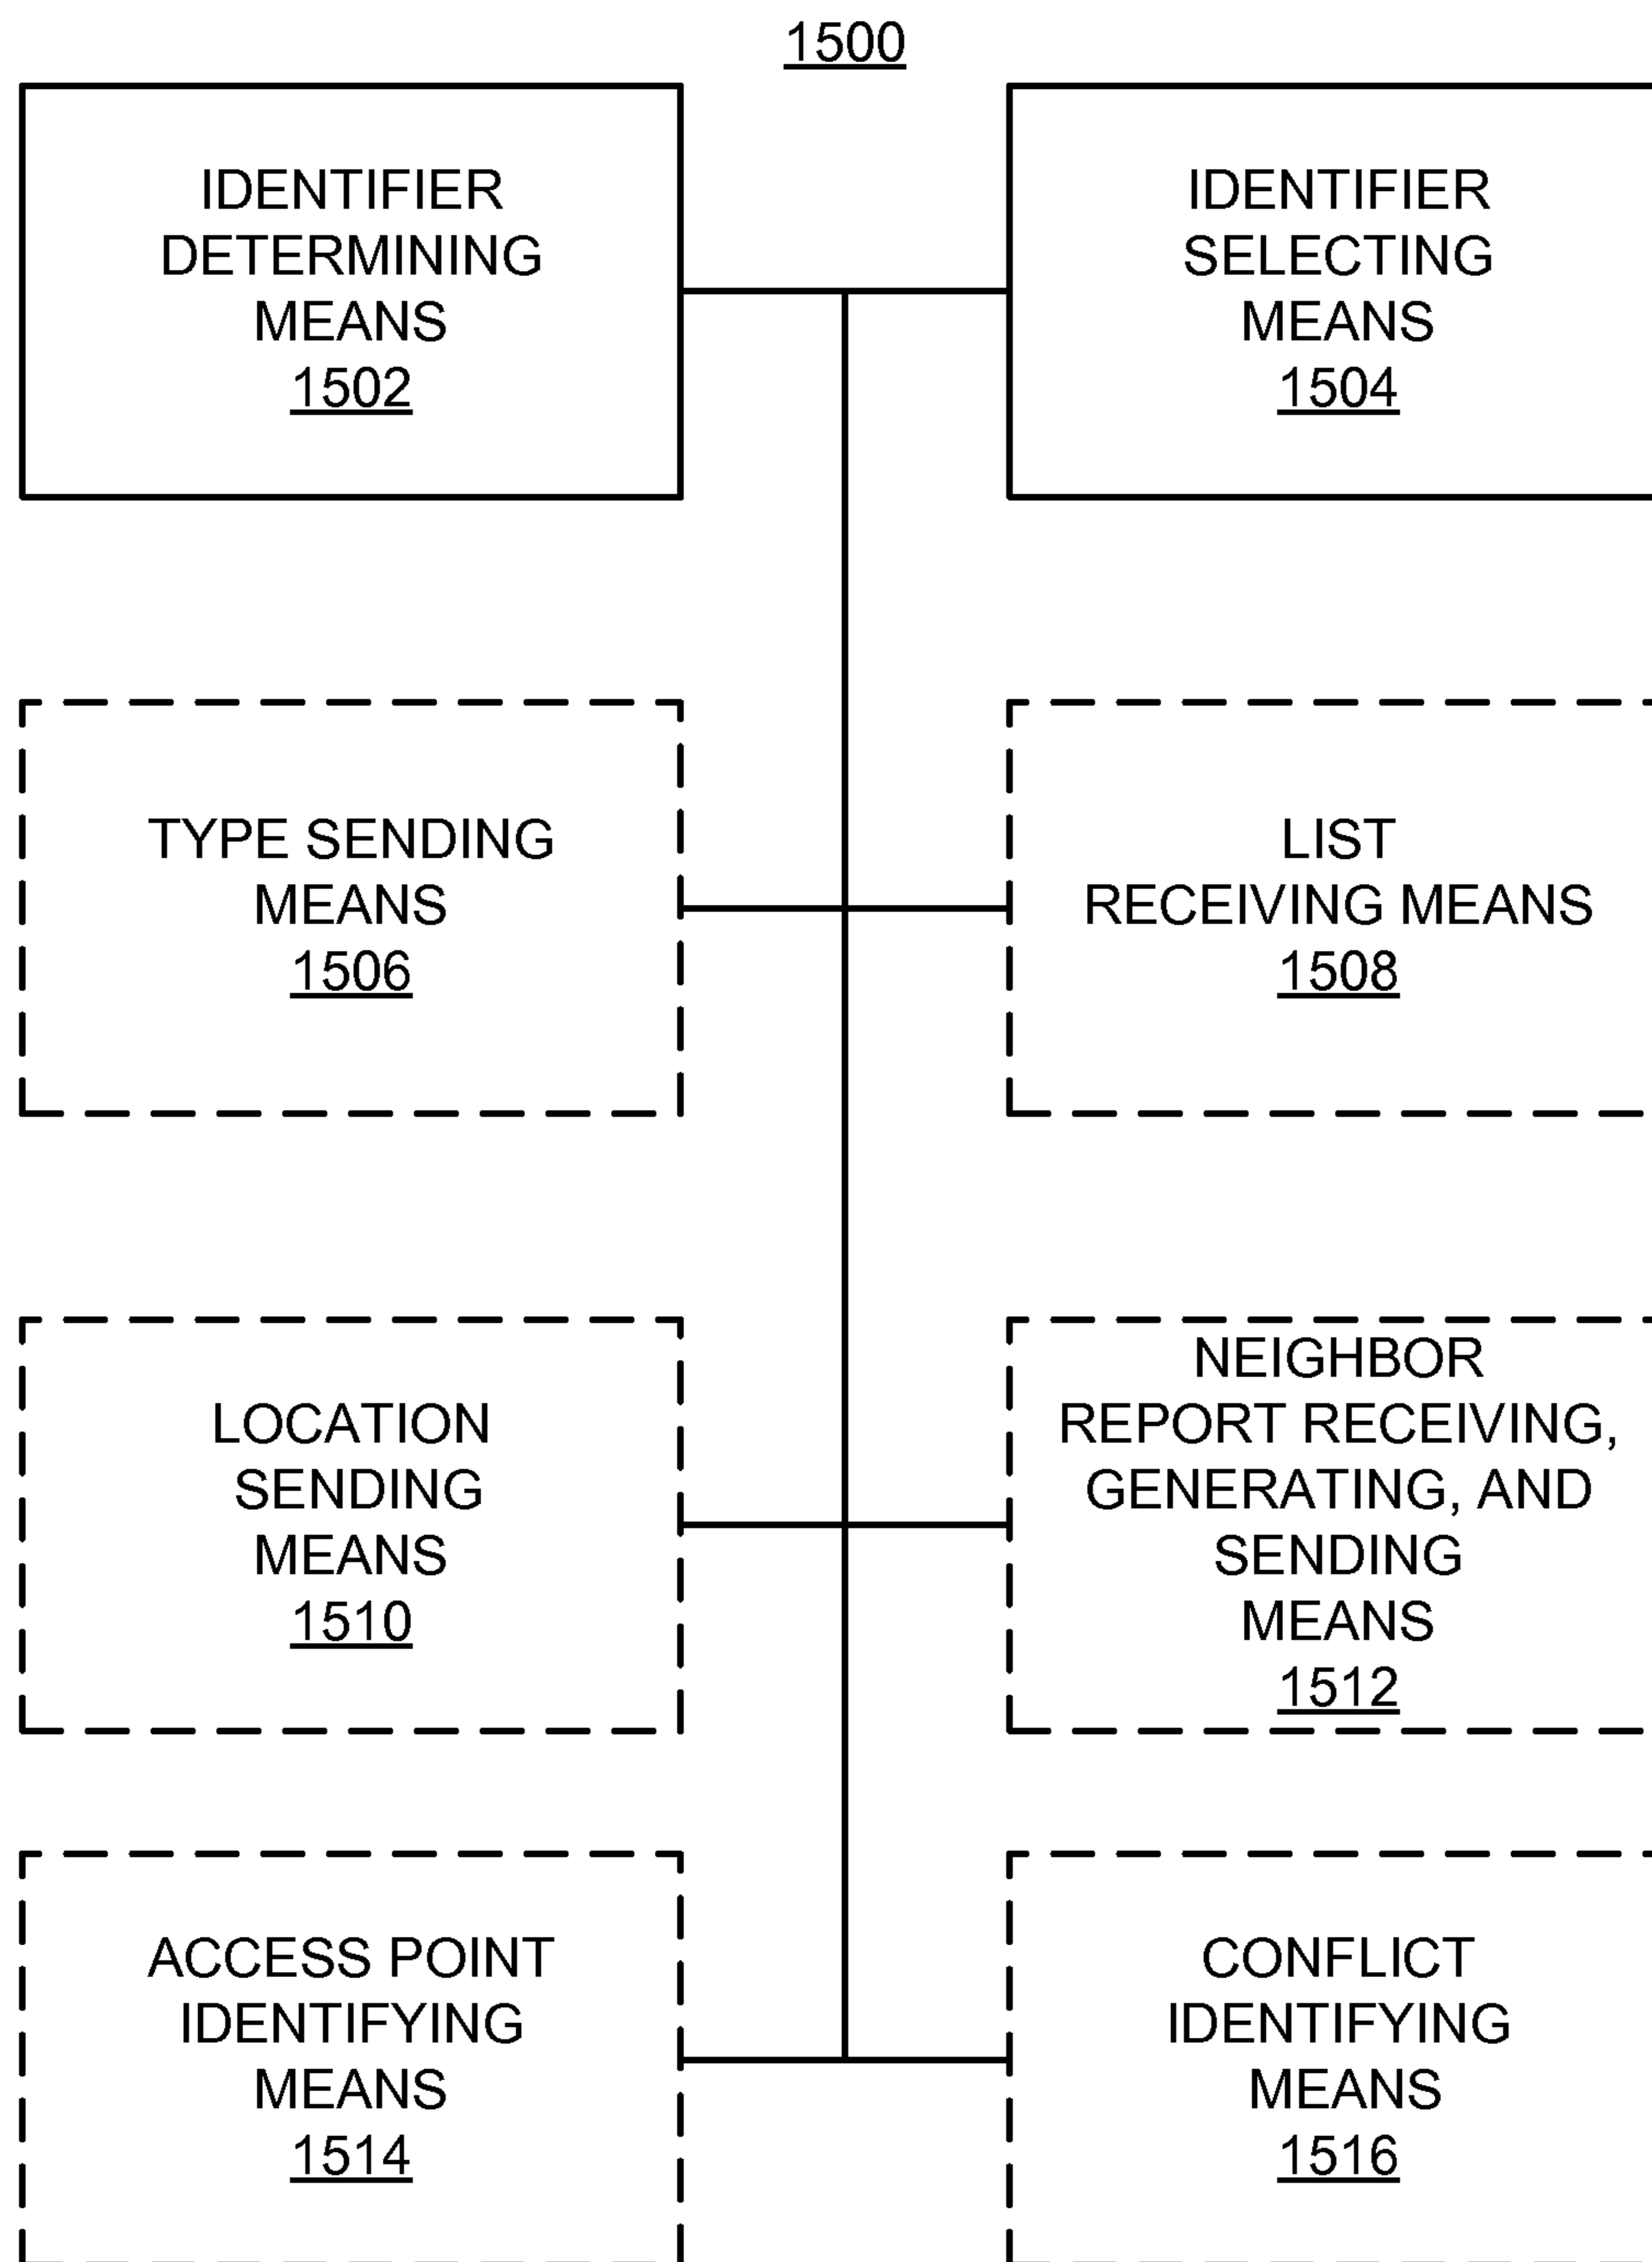 1500
IDENTIFIER
DETERMINING
MEANS
1502
IDENTIFIER
SELECTING
MEANS
1504
TYPE SENDING
MEANS
1506
LIST
RECEIVING MEANS
1508
LOCATION
SENDING
MEANS
1510
NEIGHBOR
REPORT RECEIVING,
GENERATING, AND
SENDING
MEANS
1512
ACCESS POINT
IDENTIFYING
MEANS
1514
CONFLICT
IDENTIFYING
MEANS
1516